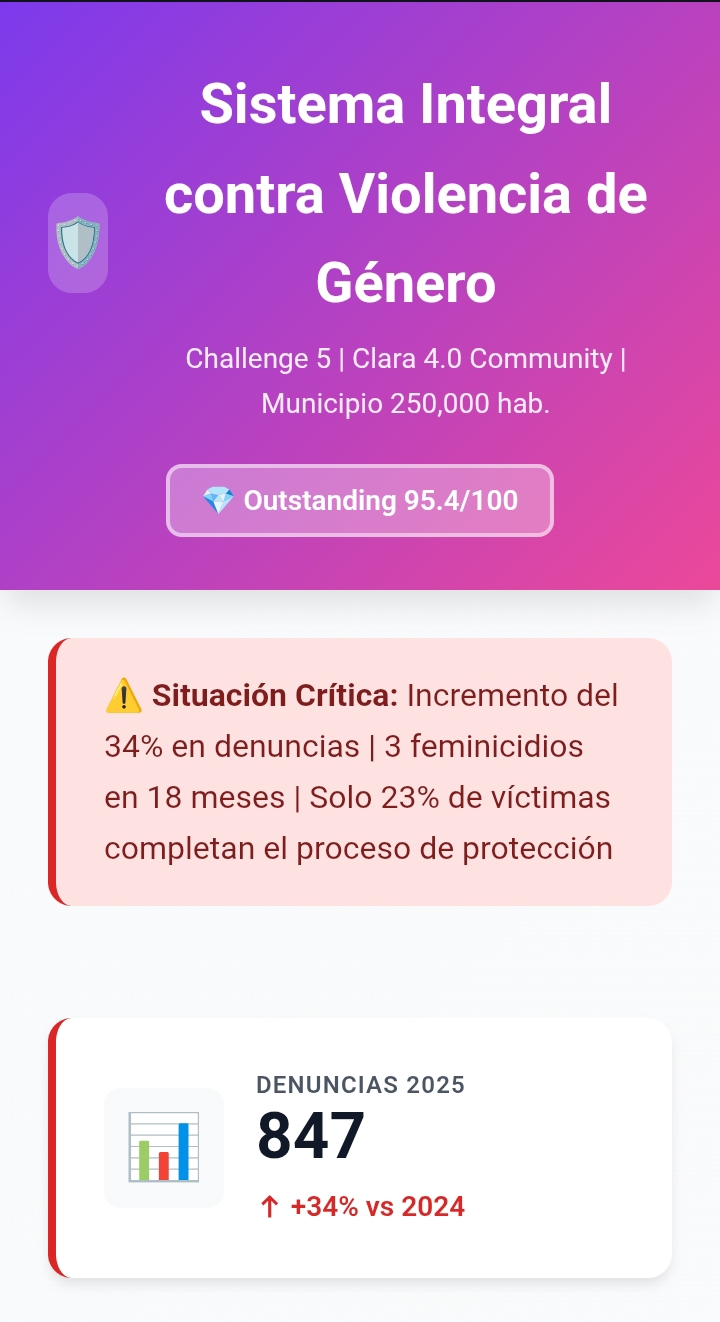 Sistema Integral
contra Violencia de
Género
Challenge 5 | Clara 4.0 Community |
Municipio 250,000 hab.
💎 Outstanding 95.4/100
⚠️ Situación Crítica: Incremento del
34% en denuncias | 3 feminicidios
en 18 meses | Solo 23% de víctimas
completan el proceso de protección
DENUNCIAS 2025
847
↑ +34% vs 2024